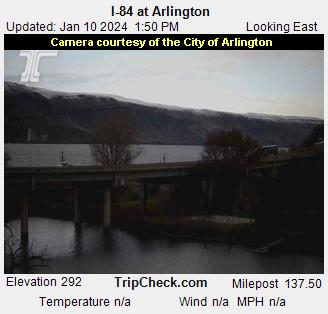 I-84 at Arlington
Updated: Jan 10 2024 1:50 PM Looking East
Camera courtesy of the City of Arlington
Elevation 292 TripCheck.com Milepost 137.50
Temperature n/a Wind n/a MPH n/a